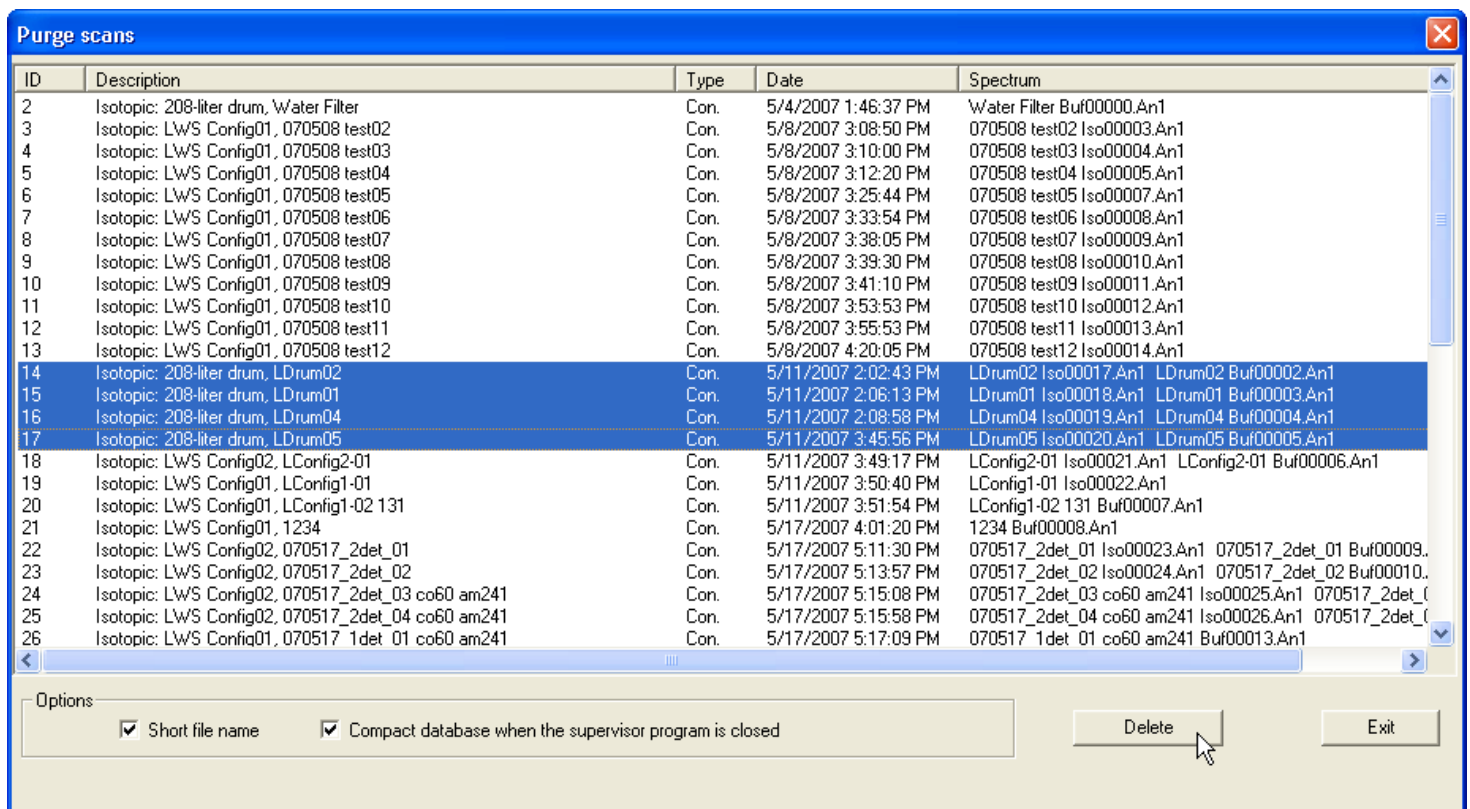 Purge scans
ID Description Type Date Spectrum
2 Isotopic: 208-liter drum, Water Filter Con. 5/4/2007 1:46:37 PM Water Filter Buf00000.An1
3 Isotopic: LWS Config01, 070508 test02 Con. 5/8/2007 3:08:50 PM 070508 test02 Iso00003.An1
4 Isotopic: LWS Config01, 070508 test03 Con. 5/8/2007 3:10:00 PM 070508 test03 Iso00004.An1
5 Isotopic: LWS Config01, 070508 test04 Con. 5/8/2007 3:12:20 PM 070508 test04 Iso00005.An1
6 Isotopic: LWS Config01, 070508 test05 Con. 5/8/2007 3:25:44 PM 070508 test05 Iso00007.An1
7 Isotopic: LWS Config01, 070508 test06 Con. 5/8/2007 3:33:54 PM 070508 test06 Iso00008.An1
8 Isotopic: LWS Config01, 070508 test07 Con. 5/8/2007 3:38:05 PM 070508 test07 Iso00009.An1
9 Isotopic: LWS Config01, 070508 test08 Con. 5/8/2007 3:39:30 PM 070508 test08 Iso00010.An1
10 Isotopic: LWS Config01, 070508 test09 Con. 5/8/2007 3:41:10 PM 070508 test09 Iso00011.An1
11 Isotopic: LWS Config01, 070508 test10 Con. 5/8/2007 3:53:53 PM 070508 test10 Iso00012.An1
12 Isotopic: LWS Config01, 070508 test11 Con. 5/8/2007 3:55:53 PM 070508 test11 Iso00013.An1
13 Isotopic: LWS Config01, 070508 test12 Con. 5/8/2007 4:20:05 PM 070508 test12 Iso00014.An1
14 Isotopic: 208-liter drum, LDrum02 Con. 5/11/2007 2:02:43 PM LDrum02 Iso00017.An1 LDrum02 Buf00002.An1
15 Isotopic: 208-liter drum, LDrum01 Con. 5/11/2007 2:06:13 PM LDrum01 Iso00018.An1 LDrum01 Buf00003.An1
16 Isotopic: 208-liter drum, LDrum04 Con. 5/11/2007 2:08:58 PM LDrum04 Iso00019.An1 LDrum04 Buf00004.An1
17 Isotopic: 208-liter drum, LDrum05 Con. 5/11/2007 3:45:56 PM LDrum05 Iso00020.An1 LDrum05 Buf00005.An1
18 Isotopic: LWS Config02, LConfig2-01 Con. 5/11/2007 3:49:17 PM LConfig2-01 Iso00021.An1 LConfig2-01 Buf00006.An1
19 Isotopic: LWS Config01, LConfig1-01 Con. 5/11/2007 3:50:40 PM LConfig1-01 Iso00022.An1
20 Isotopic: LWS Config01, LConfig1-02 131 Con. 5/11/2007 3:51:54 PM LConfig1-02 131 Buf00007.An1
21 Isotopic: LWS Config01, 1234 Con. 5/17/2007 4:01:20 PM 1234 Buf00008.An1
22 Isotopic: LWS Config02, 070517_2det_01 Con. 5/17/2007 5:11:30 PM 070517_2det_01 Iso00023.An1 070517_2det_01 Buf00009.
23 Isotopic: LWS Config02, 070517_2det_02 Con. 5/17/2007 5:13:57 PM 070517_2det_02 Iso00024.An1 070517_2det_02 Buf00010.
24 Isotopic: LWS Config02, 070517_2det_03 co60 am241 Con. 5/17/2007 5:15:08 PM 070517_2det_03 co60 am241 Iso00025.An1 070517_2det_
25 Isotopic: LWS Config02, 070517_2det_04 co60 am241 Con. 5/17/2007 5:15:58 PM 070517_2det_04 co60 am241 Iso00026.An1 070517_2det_
26 Isotopic: LWS Config01, 070517_1det_01 co60 am241 Con. 5/17/2007 5:17:09 PM 070517_1det_01 co60 am241 Buf00013.An1
Options
Short file name Compact database when the supervisor program is closed Delete Exit